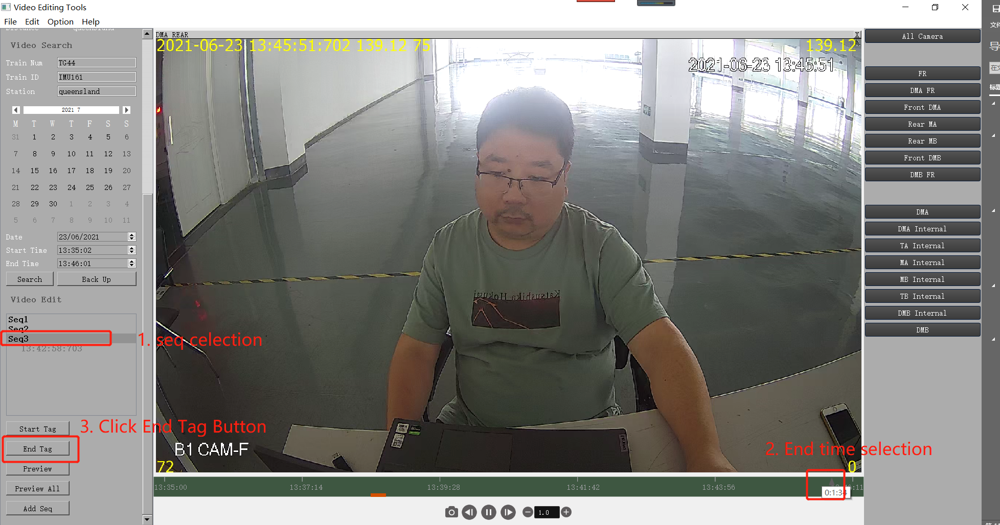 Video Editing Tools
File Edit Option Help
Distance queensland
Video Search
Train Num TG44
Train ID IMU161
Station queensland
2021 7
M T W T F S S
31 1 2 3 4 5 6
7 8 9 10 11 12 13
14 15 16 17 18 19 20
21 22 23 24 25 26 27
28 29 30 1 2 3 4
5 6 7 8 9 10 11
Date 23/06/2021
Start Time 13:35:02
End Time 13:46:01
Search Back Up
Video Edit
Seq1
Seq2
Seq3
13:42:58:703
1. seq celection
Start Tag
3. Click End Tag Button
End Tag
Preview
Preview All
Add Seq
DMA REAR X
2021-06-23 13:45:51:702 139.12 75
139.12
2021-06-23 13:45:51
Katsushika Hokusai
B1 CAM-F
72
0
2. End time selection
13:35:00 13:37:14 13:39:28 13:41:42 13:43:56
0:1:34
1.0
All Camera
FR
DMA FR
Front DMA
Rear MA
Rear MB
Front DMB
DMB FR
DMA
DMA Internal
TA Internal
MA Internal
MB Internal
TB Internal
DMB Internal
DMB